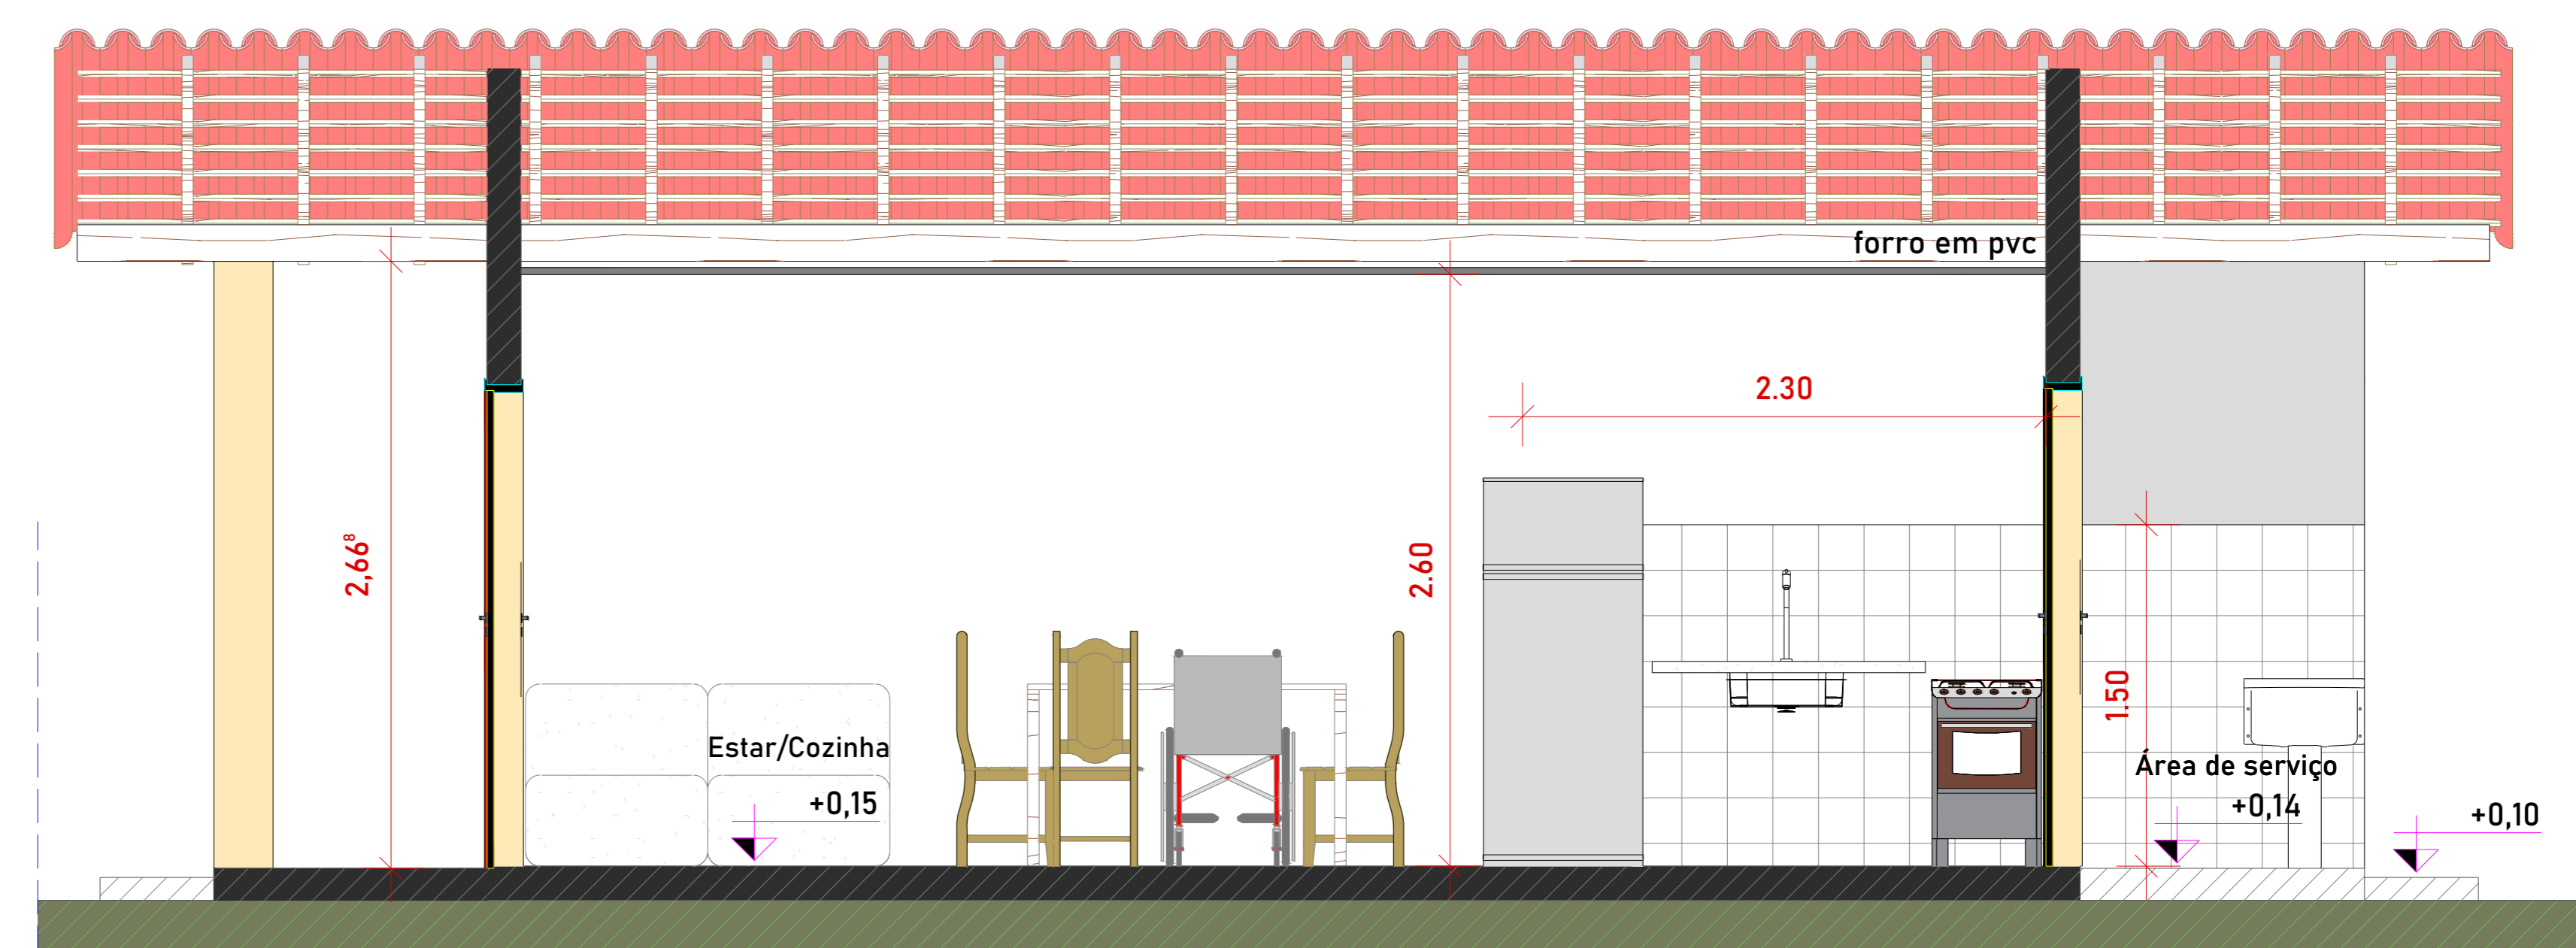 forro em pvc
2.30
2,66⁸
2.60
1.50
Estar/Cozinha
+0,15
Área de serviço
+0,14
+0,10